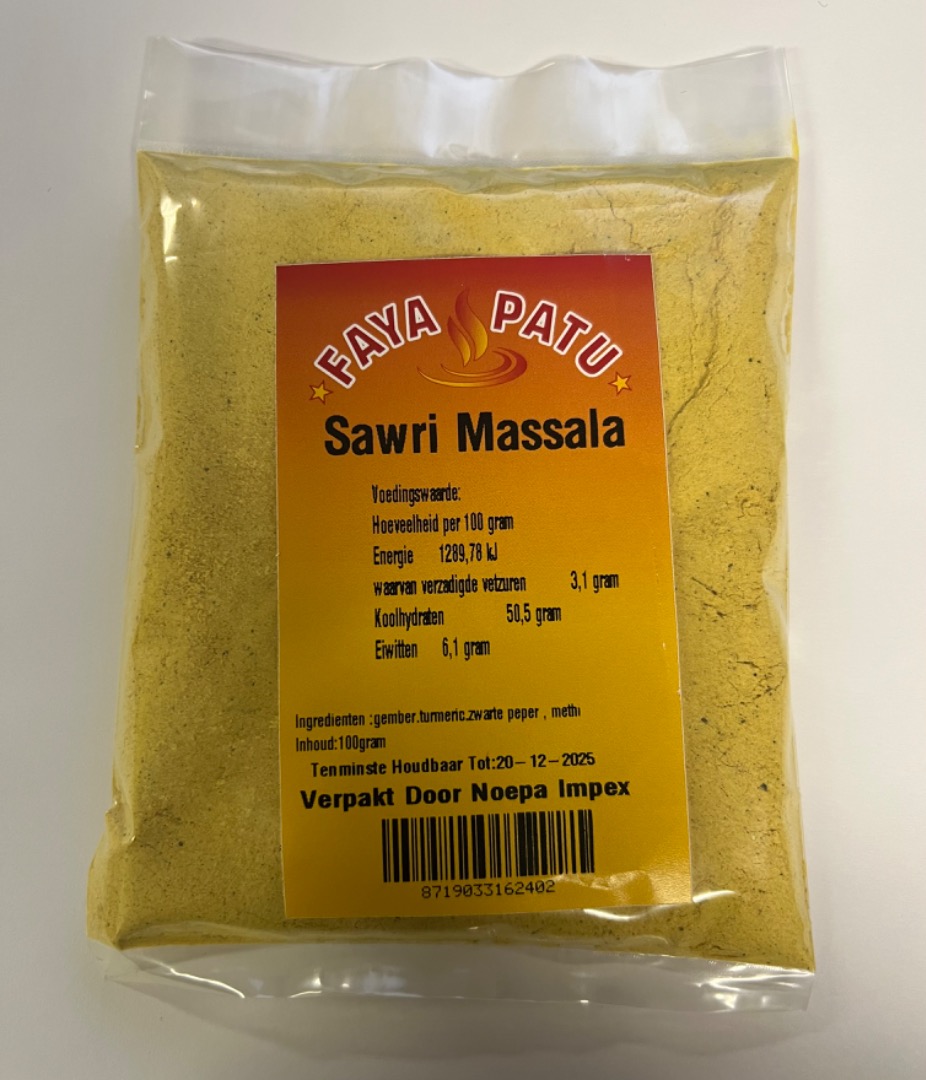 FAYA PATU
Sawri Massala
Voedingswaarde:
Hoeveelheid per 100 gram
Energie 1289,78 kJ
waarvan verzadigde vetzuren 3,1 gram
Koolhydraten 50,5 gram
Eiwitten 6,1 gram
Ingredienten :gember.turmeric.zwarte peper , methi
Inhoud:100gram
Tenminste Houdbaar Tot:20-12-2025
Verpakt Door Noepa Impex
8719033162402